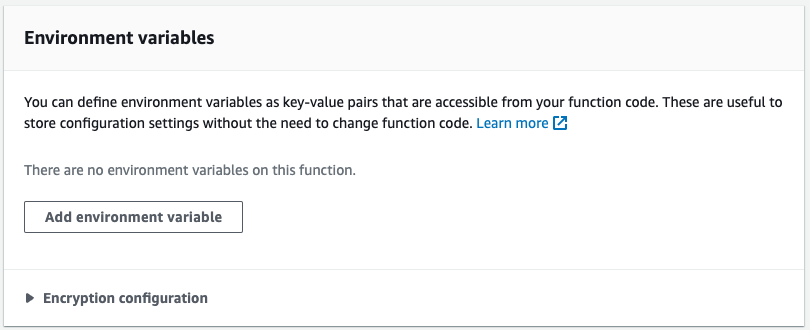 Environment variables
You can define environment variables as key-value pairs that are accessible from your function code. These are useful to
store configuration settings without the need to change function code. Learn more
There are no environment variables on this function.
Add environment variable
Encryption configuration